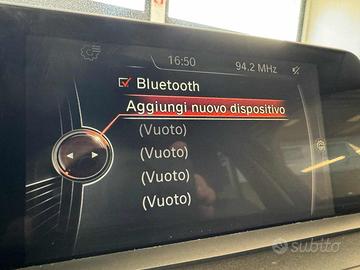 16:50 94.2 MHz
Bluetooth
Aggiungi nuovo dispositivo
(Vuoto)
(Vuoto)
(Vuoto)
(Vuoto)
subito